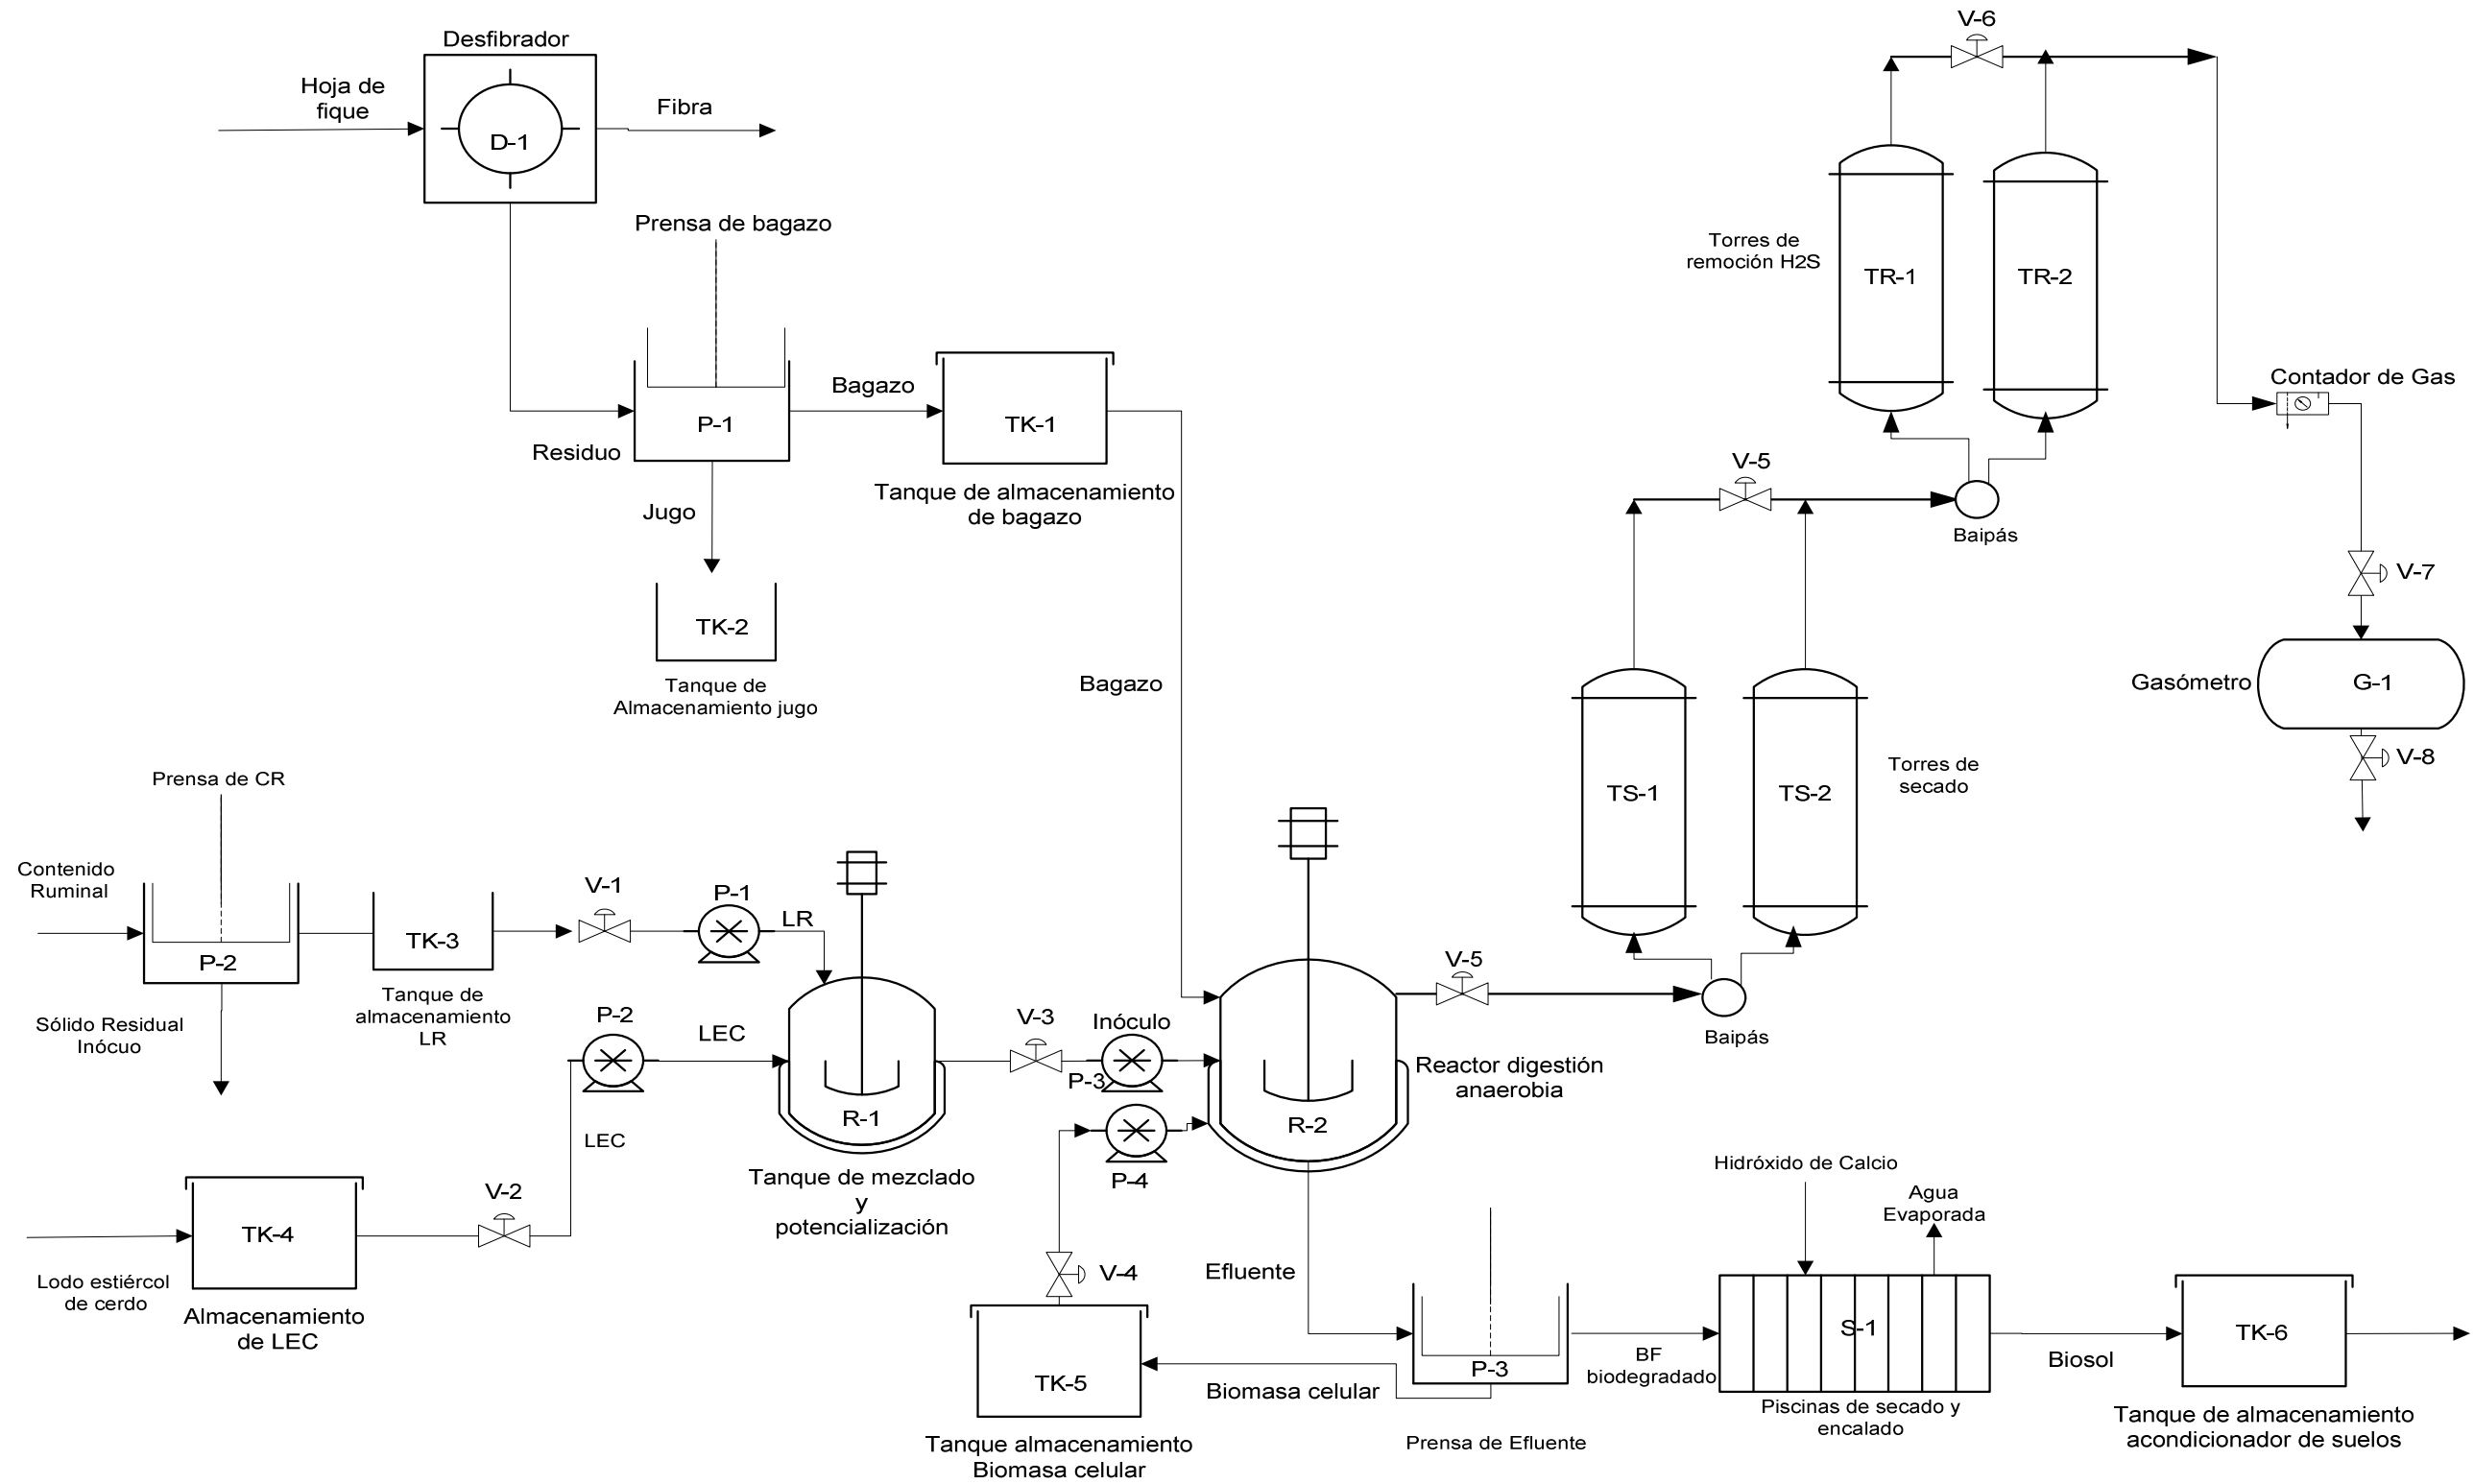 Desfibrador
Hoja de
fique
D-1
Fibra
Prensa de bagazo
P-1
Residuo
Bagazo
TK-1
Tanque de almacenamiento
de bagazo
Jugo
TK-2
Tanque de
Almacenamiento jugo
Bagazo
V-6
Torres de
remoción H2S
TR-1
TR-2
Contador de Gas
V-5
Baipás
V-7
Gasómetro
G-1
V-8
TS-1
TS-2
Torres de
secado
Prensa de CR
Contenido
Ruminal
P-2
Sólido Residual
Inócuo
TK-3
Tanque de
almacenamiento
LR
V-1
P-1
LR
P-2
LEC
LEC
R-1
Tanque de mezclado
y
potencialización
V-3
Inóculo
P-3
P-4
R-2
Reactor digestión
anaerobia
V-5
Baipás
TK-4
Lodo estiércol
de cerdo
Almacenamiento
de LEC
V-2
V-4
TK-5
Tanque almacenamiento
Biomasa celular
Efluente
Biomasa celular
P-3
Prensa de Efluente
BF
biodegradado
Hidróxido de Calcio
Agua
Evaporada
S-1
Piscinas de secado y
encalado
Biosol
TK-6
Tanque de almacenamiento
acondicionador de suelos